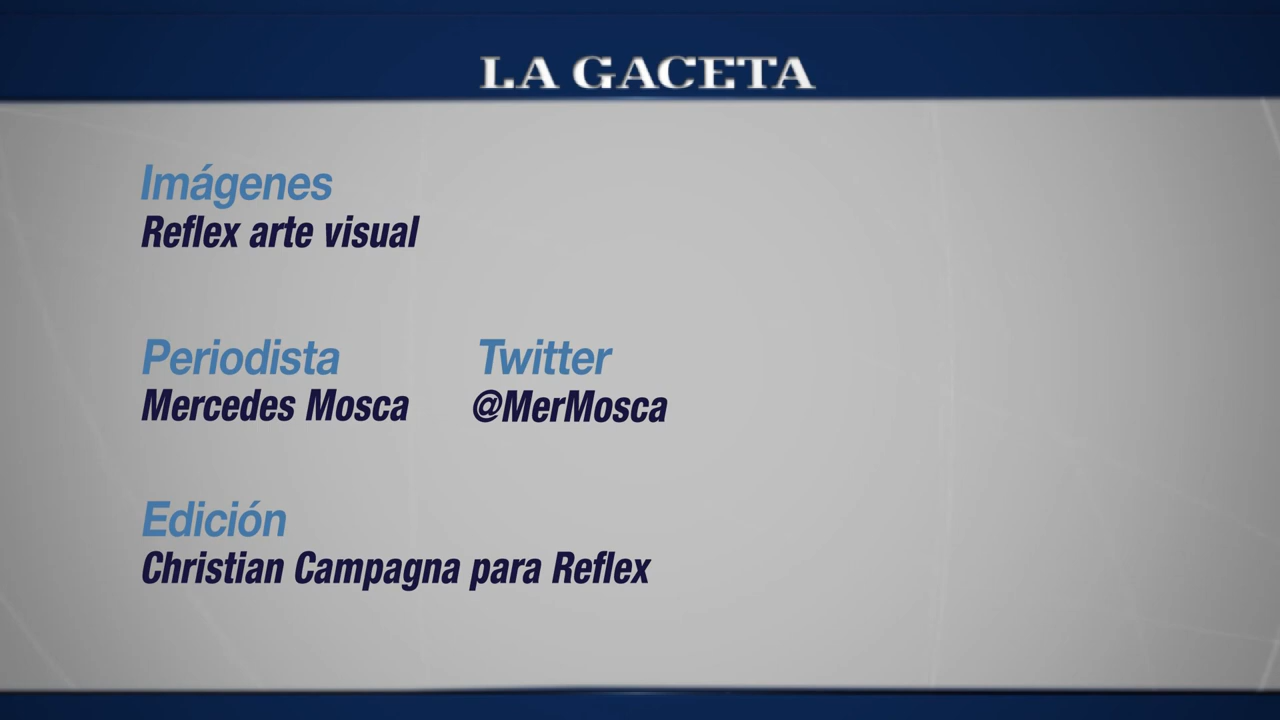 LA GACETA
Imágenes
Reflex arte visual
Periodista
Mercedes Mosca
Twitter
@MerMosca
Edición
Christian Campagna para Reflex